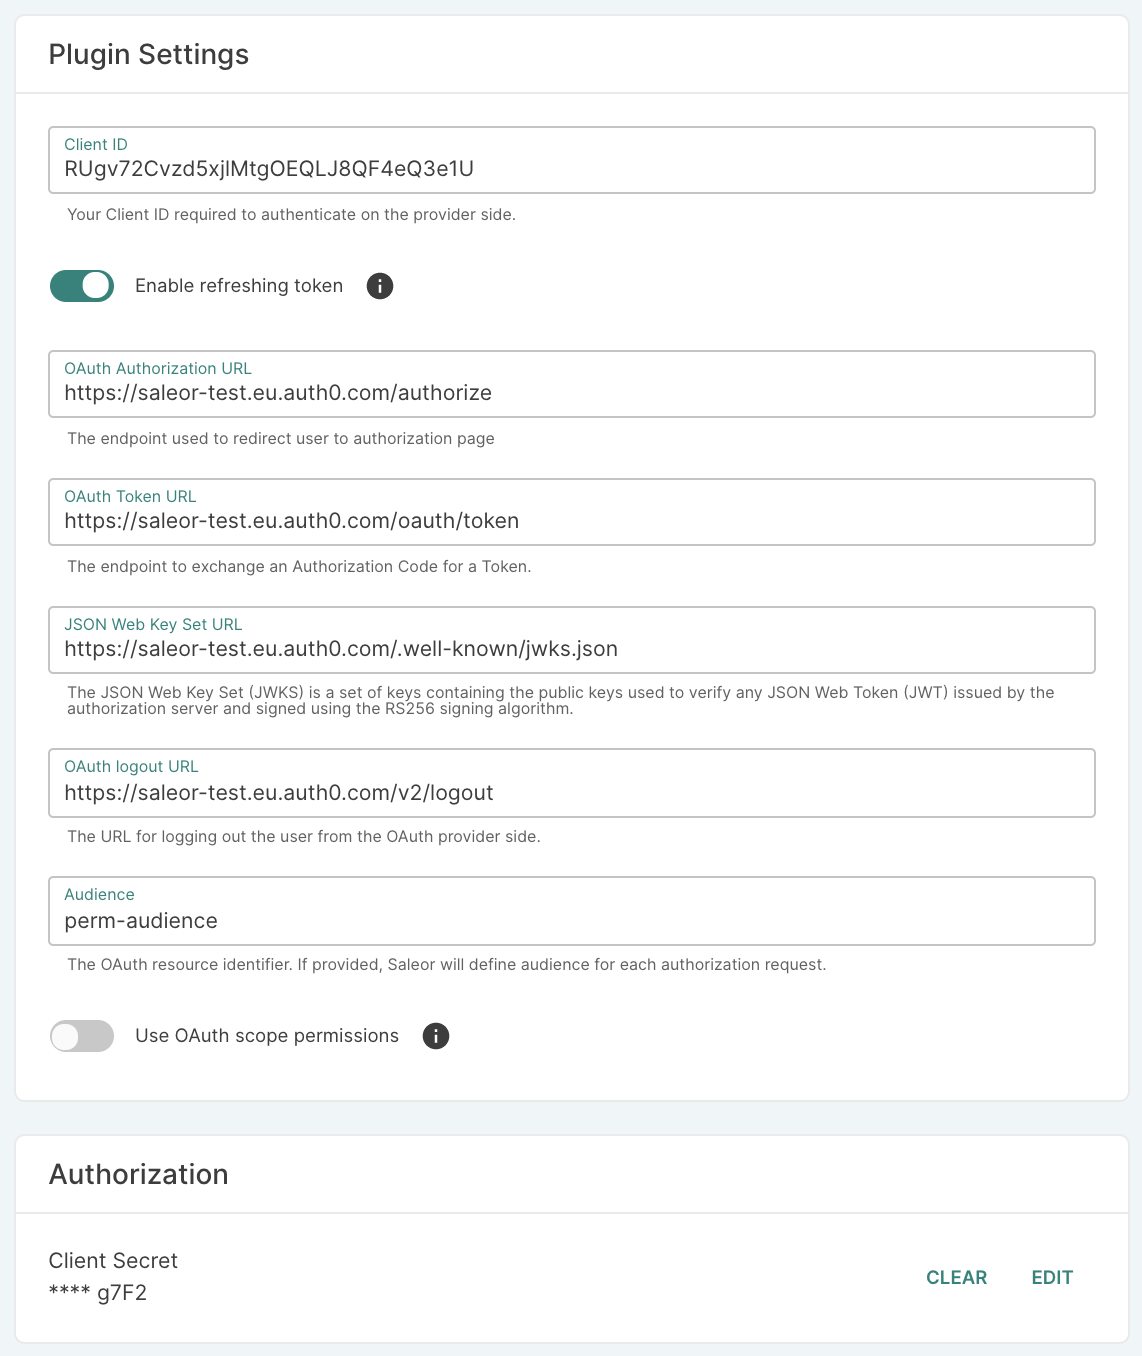 Plugin Settings
Client ID
RUgv72Cvzd5xjlMtgOEQLJ8QF4eQ3e1U
Your Client ID required to authenticate on the provider side.
Enable refreshing token
OAuth Authorization URL
https://saleor-test.eu.auth0.com/authorize
The endpoint used to redirect user to authorization page
OAuth Token URL
https://saleor-test.eu.auth0.com/oauth/token
The endpoint to exchange an Authorization Code for a Token.
JSON Web Key Set URL
https://saleor-test.eu.auth0.com/.well-known/jwks.json
The JSON Web Key Set (JWKS) is a set of keys containing the public keys used to verify any JSON Web Token (JWT) issued by the
authorization server and signed using the RS256 signing algorithm.
OAuth logout URL
https://saleor-test.eu.auth0.com/v2/logout
The URL for logging out the user from the OAuth provider side.
Audience
perm-audience
The OAuth resource identifier. If provided, Saleor will define audience for each authorization request.
Use OAuth scope permissions
Authorization
Client Secret
**** g7F2
CLEAR EDIT